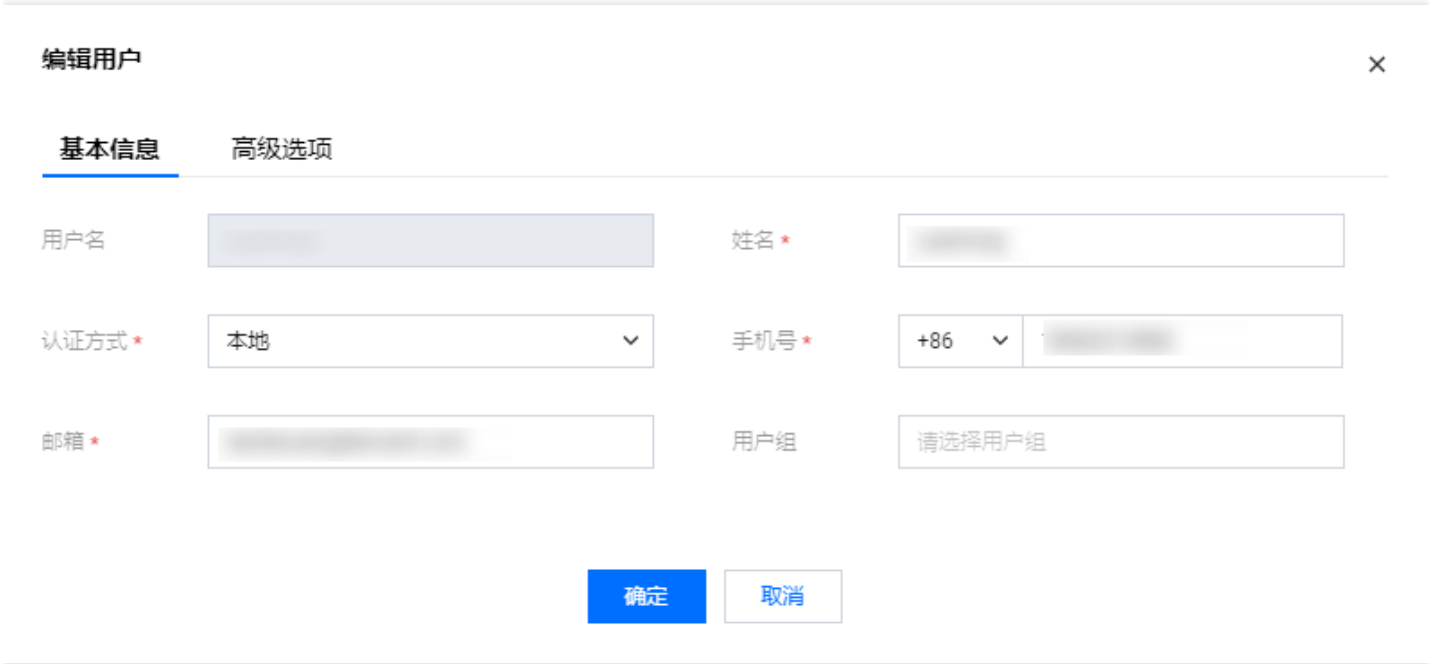 编辑用户
基本信息 高级选项
用户名 姓名 *
认证方式 * 本地 手机号 * +86
邮箱 * 用户组 请选择用户组
确定 取消